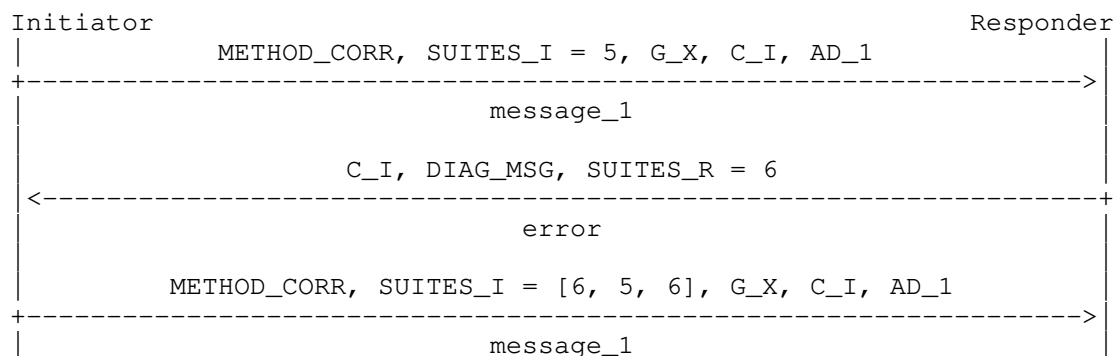 Initiator Responder
METHOD_CORR, SUITES_I = 5, G_X, C_I, AD_1
message_1
C_I, DIAG_MSG, SUITES_R = 6
error
METHOD_CORR, SUITES_I = [6, 5, 6], G_X, C_I, AD_1
message_1